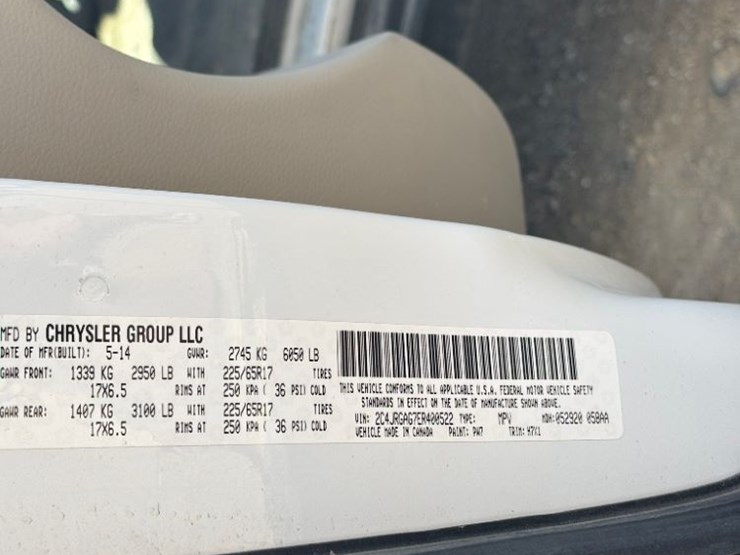 MFD BY CHRYSLER GROUP LLC
DATE OF MFR(BUILT): 5-14 GVWR: 2745 KG 6050 LB
GAWR FRONT: 1339 KG 2950 LB WITH 225/65R17 TIRES
17X6.5 RIMS AT 250 KPA ( 36 PSI) COLD
GAWR REAR: 1407 KG 3100 LB WITH 225/65R17 TIRES
17X6.5 RIMS AT 250 KPA ( 36 PSI) COLD
THIS VEHICLE CONFORMS TO ALL APPLICABLE U.S.A. FEDERAL MOTOR VEHICLE SAFETY
STANDARDS IN EFFECT ON THE DATE OF MANUFACTURE SHOWN ABOVE.
VIN: 2C4JRGAG7ER400522 TYPE: MPV MDH: 052920 058AA
VEHICLE MADE IN CANADA PAINT: PW7 TRIM: H7X1